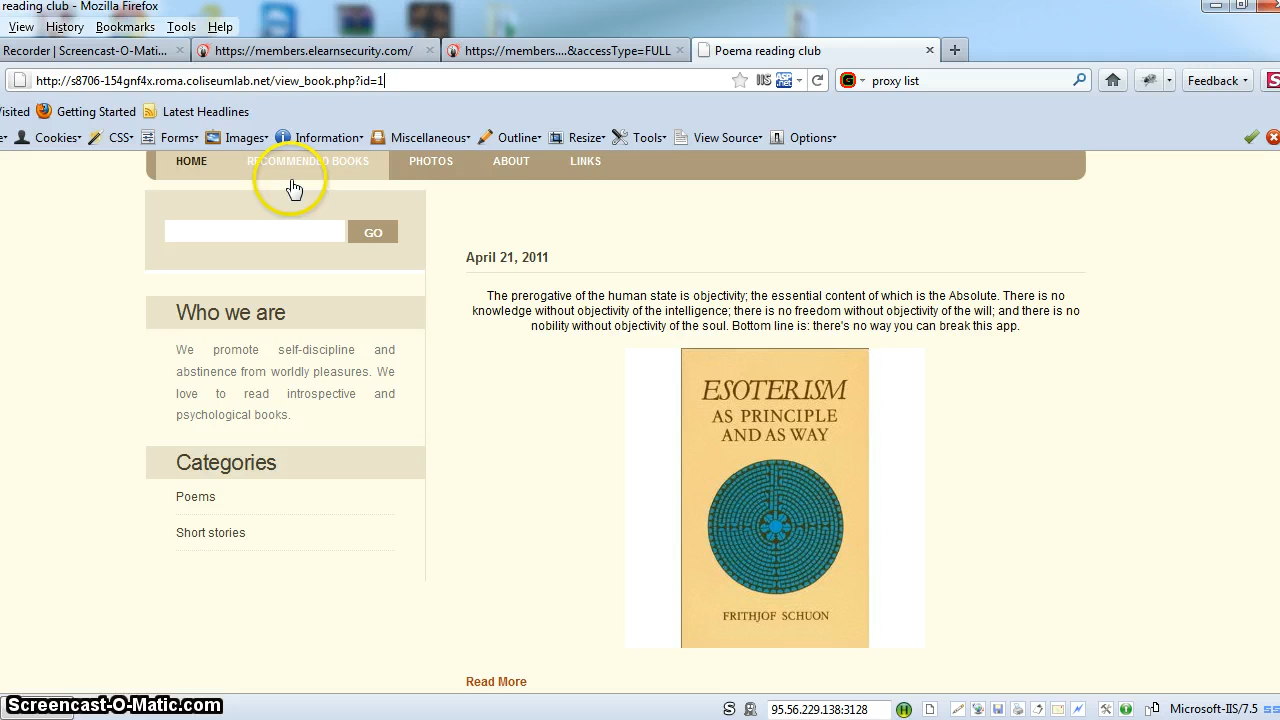 reading club - Mozilla Firefox
View History Bookmarks Tools Help
Recorder | Screencast-O-Mati... https://members.elearnsecurity.com/ https://members....&accessType=FULL Poema reading club
http://s8706-154gnf4x.roma.coliseumlab.net/view_book.php?id=1 IIS ASP .net proxy list Feedback
isited Getting Started Latest Headlines
Cookies CSS Forms Images Information Miscellaneous Outline Resize Tools View Source Options
HOME RECOMMENDED BOOKS PHOTOS ABOUT LINKS
GO
April 21, 2011
The prerogative of the human state is objectivity; the essential content of which is the Absolute. There is no
knowledge without objectivity of the intelligence; there is no freedom without objectivity of the will; and there is no
nobility without objectivity of the soul. Bottom line is: there's no way you can break this app.
Who we are
We promote self-discipline and
abstinence from worldly pleasures. We
love to read introspective and
psychological books.
ESOTERISM
AS PRINCIPLE
AND AS WAY
FRITHJOF SCHUON
Categories
Poems
Short stories
Read More
Screencast-O-Matic.com
95.56.229.138:3128
Microsoft-IIS/7.5